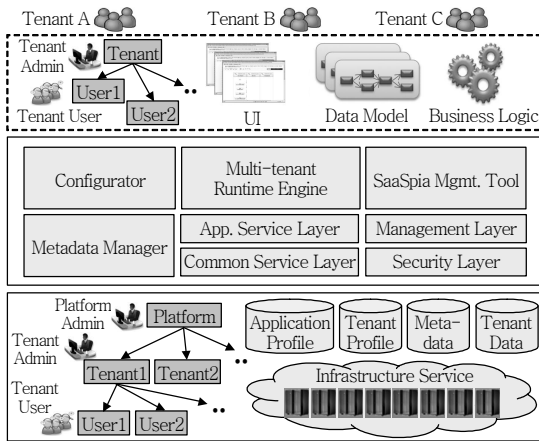 Tenant A Tenant B Tenant C
Tenant Admin
Tenant
User1
User2
..
Tenant User
UI
Data Model
Business Logic
Configurator
Multi-tenant
Runtime Engine
SaaSpia Mgmt. Tool
Metadata Manager
App. Service Layer
Management Layer
Common Service Layer
Security Layer
Platform
Admin
Platform
Tenant
Admin
Tenant1
Tenant2
..
Tenant
User
User1
User2
..
Application
Profile
Tenant
Profile
Meta-
data
Tenant
Data
Infrastructure Service